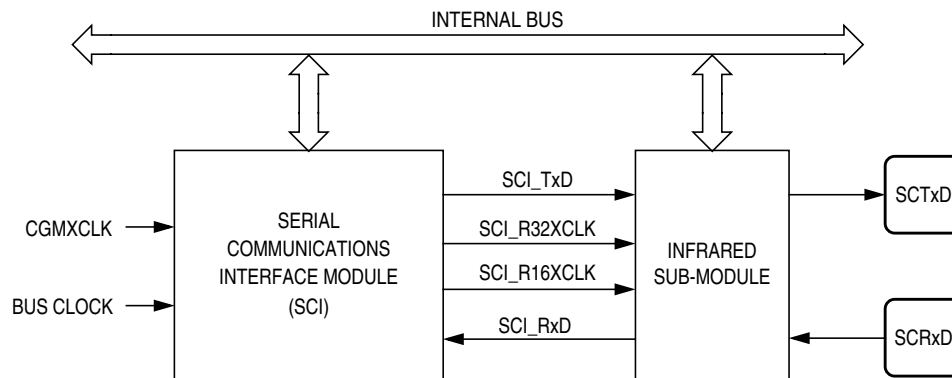 INTERNAL BUS
SCI_TxD
SCTxD
CGMXCLK
SERIAL
COMMUNICATIONS
INTERFACE MODULE
(SCI)
SCI_R32XCLK
INFRARED
SUB-MODULE
SCI_R16XCLK
BUS CLOCK
SCI_RxD
SCRxD